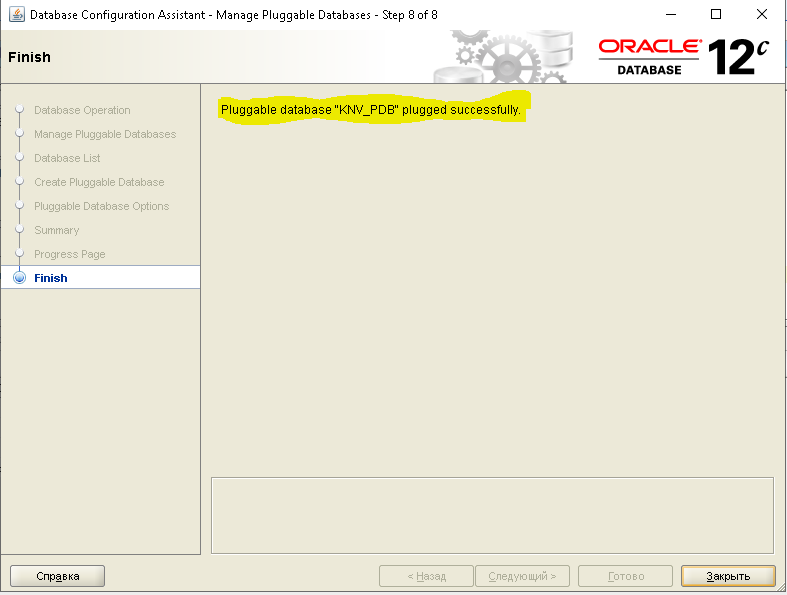 Database Configuration Assistant - Manage Pluggable Databases - Step 8 of 8
Finish
ORACLE
DATABASE
12c
Database Operation
Manage Pluggable Databases
Database List
Create Pluggable Database
Pluggable Database Options
Summary
Progress Page
Finish
Pluggable database "KNV_PDB" plugged successfully.
Справка
< Назад
Следующий >
Готово
Закрыть